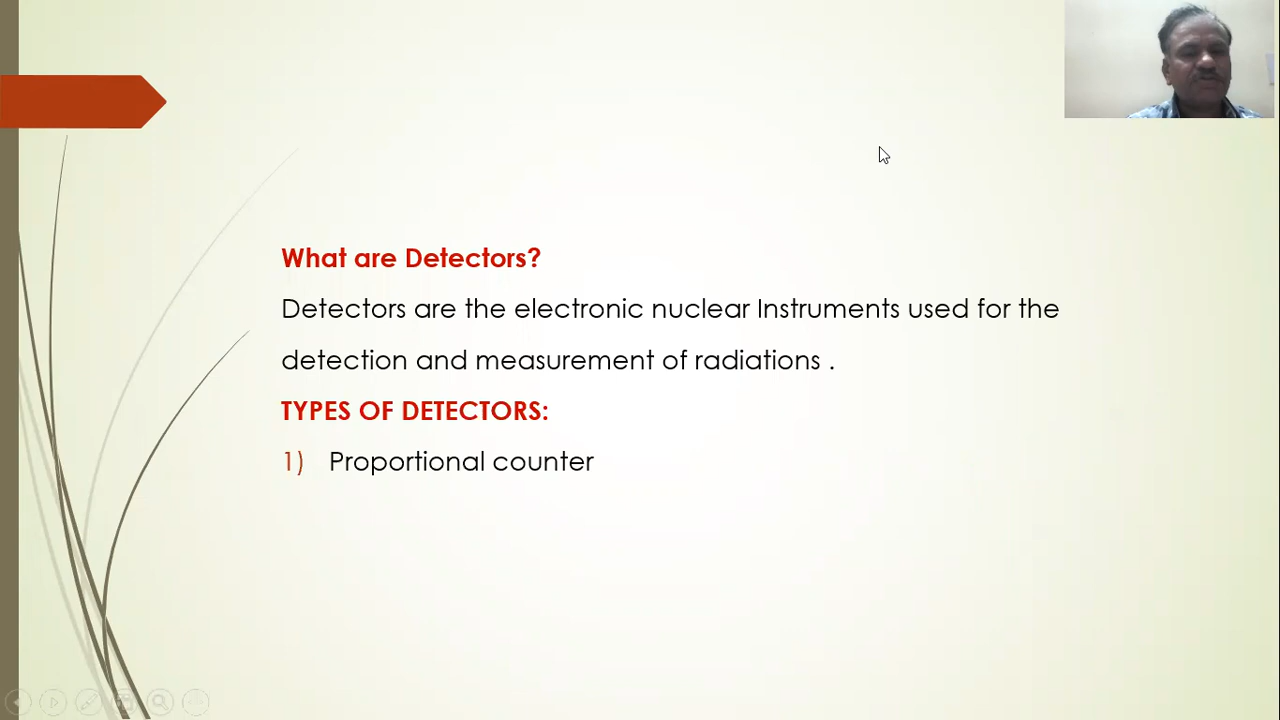 What are Detectors?
Detectors are the electronic nuclear Instruments used for the
detection and measurement of radiations .
TYPES OF DETECTORS:
1) Proportional counter